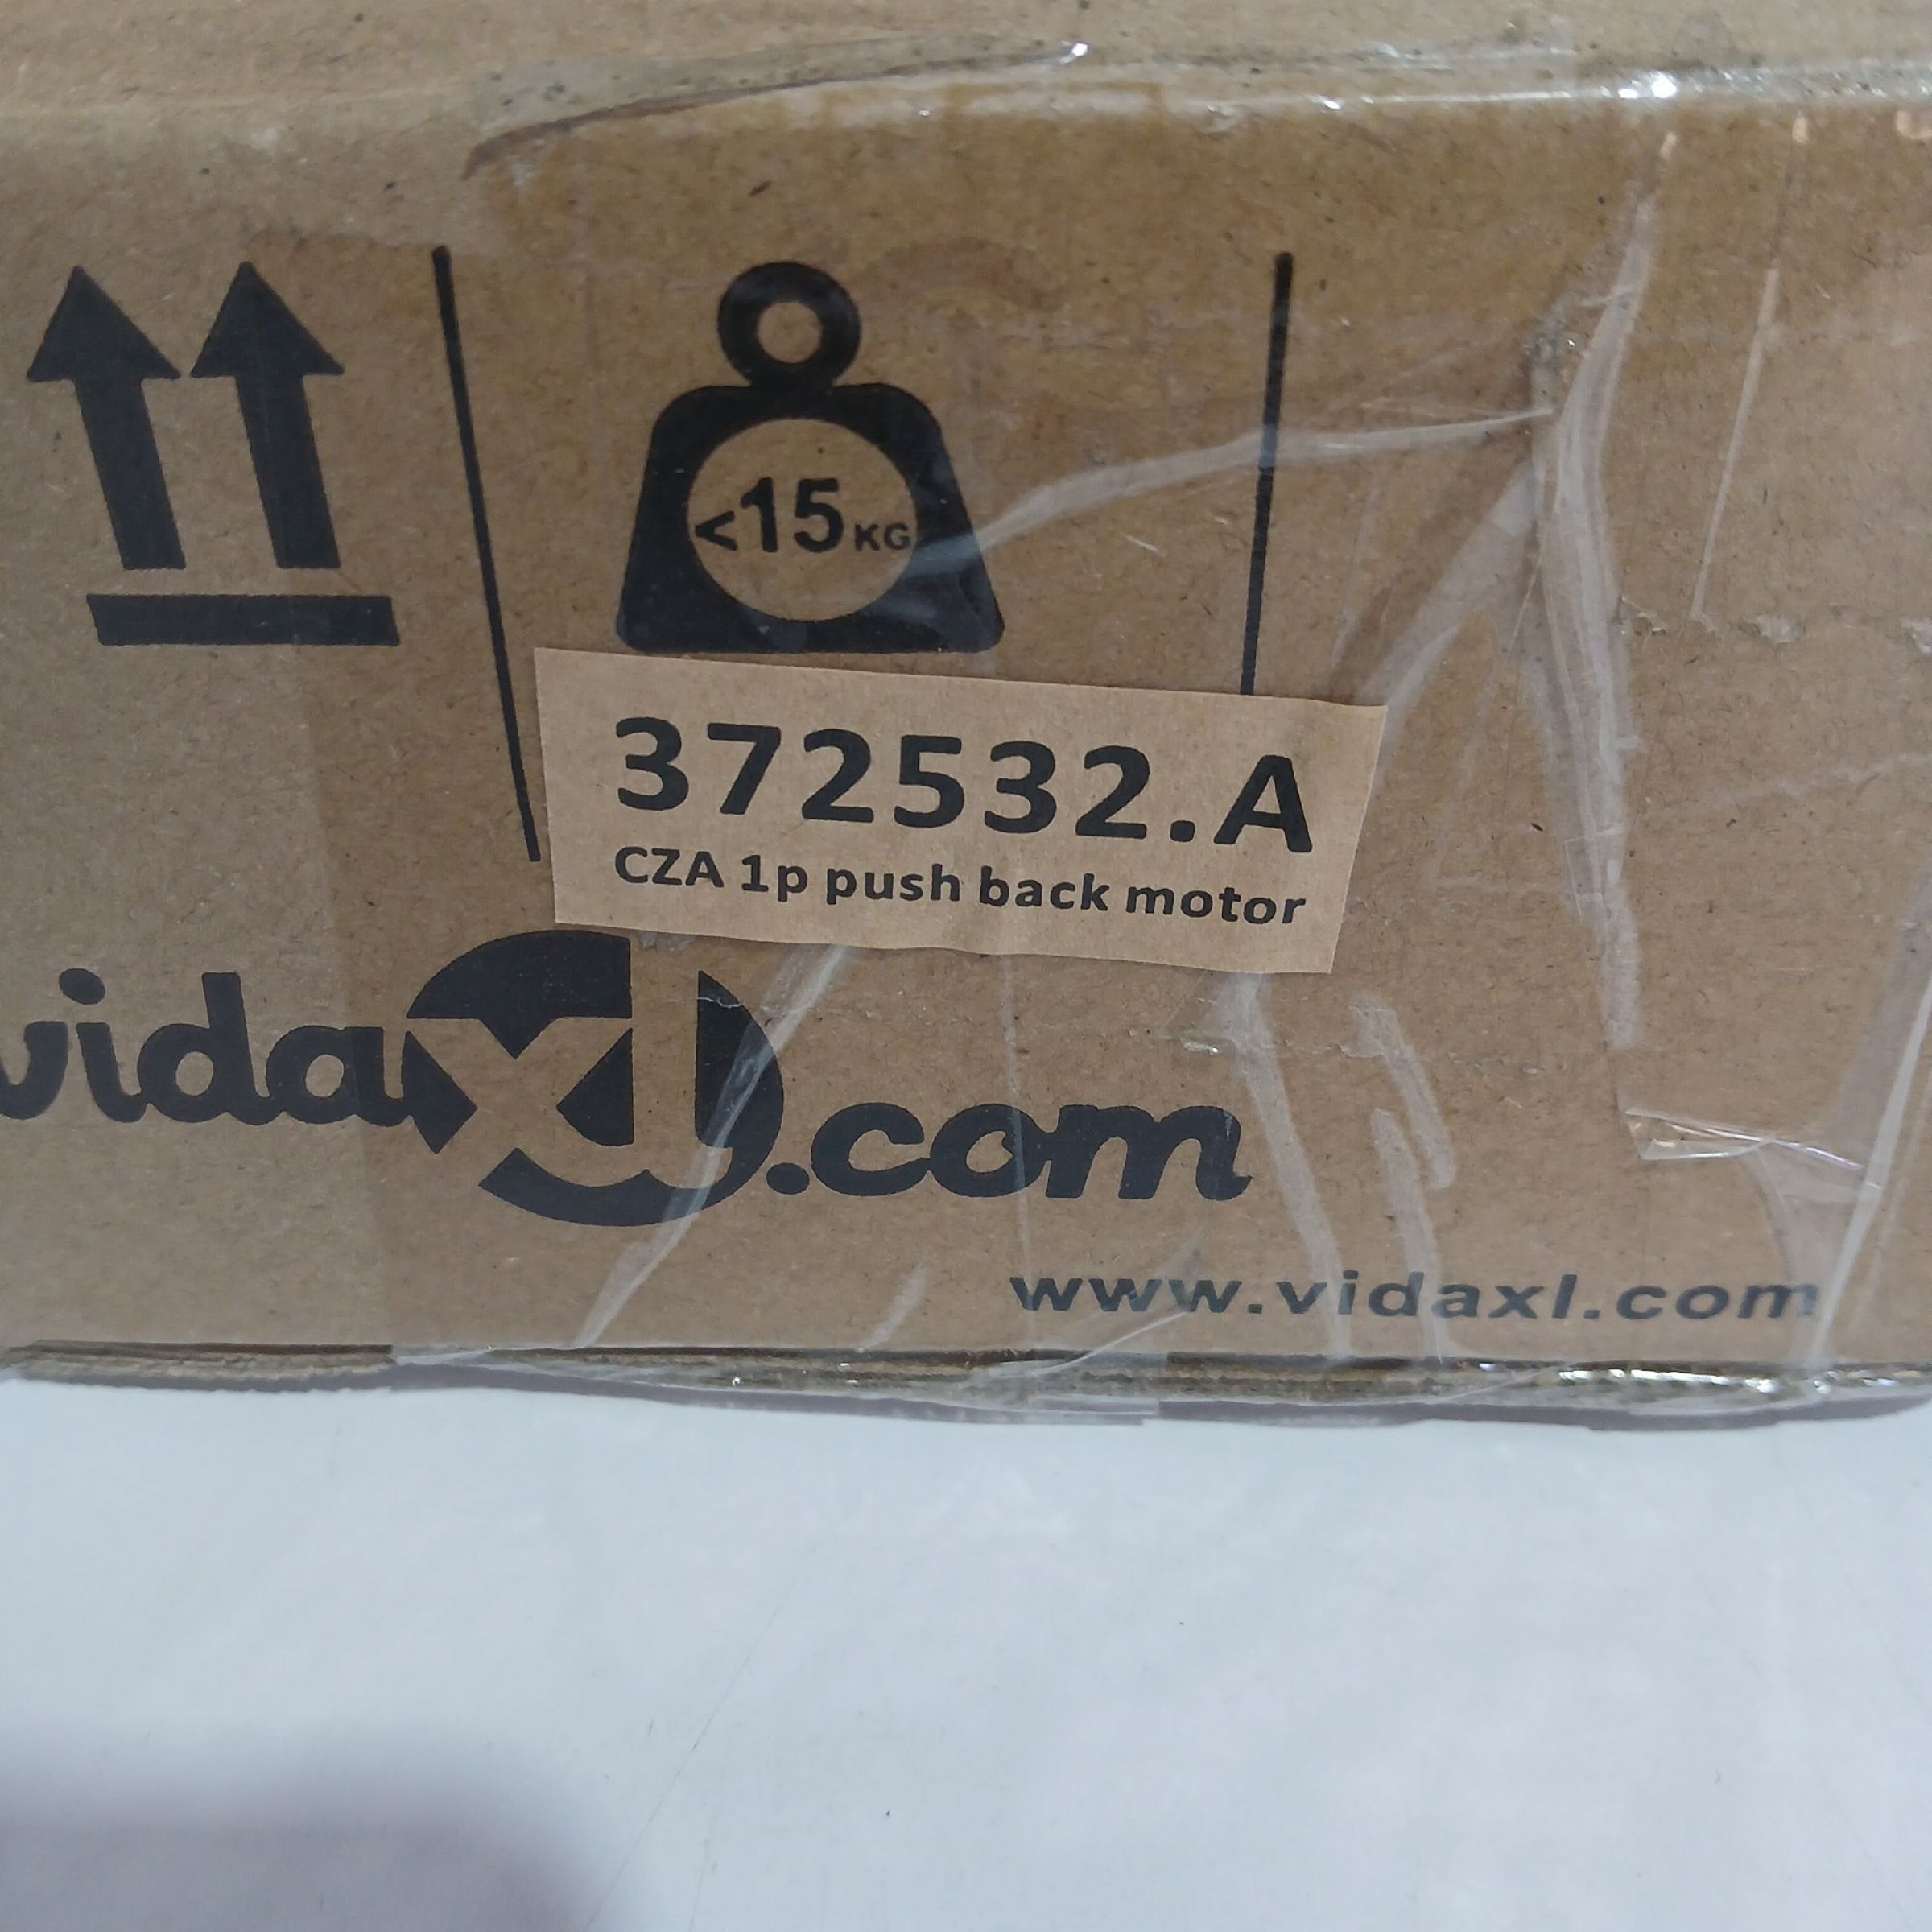 <15KG
372532.A
CZA 1p push back motor
vidaXL.com
www.vidaxl.com